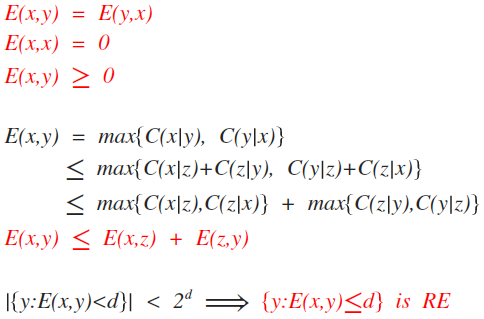 E(x,y) = E(y,x)
E(x,x) = 0
E(x,y) ≥ 0
E(x,y) = max{C(x|y), C(y|x)}
≤ max{C(x|z)+C(z|y), C(y|z)+C(z|x)}
≤ max{C(x|z),C(z|x)} + max{C(z|y),C(y|z)}
E(x,y) ≤ E(x,z) + E(z,y)
|{y:E(x,y)<d}| < 2^d ⟹ {y:E(x,y)≤d} is RE